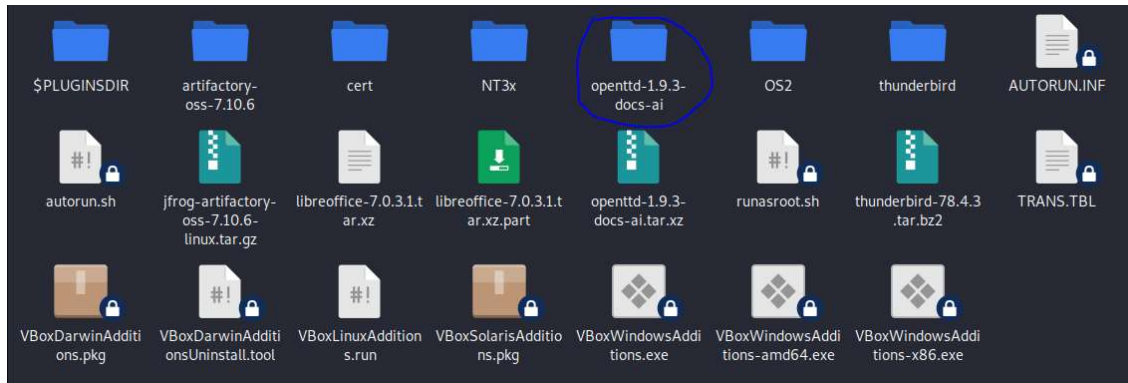 $PLUGINSDIR
artifactory-
oss-7.10.6
cert
NT3x
openttd-1.9.3-
docs-ai
OS2
thunderbird
AUTORUN.INF
#!
autorun.sh
jfrog-artifactory-
oss-7.10.6-
linux.tar.gz
libreoffice-7.0.3.1.t
ar.xz
libreoffice-7.0.3.1.t
ar.xz.part
openttd-1.9.3-
docs-ai.tar.xz
#!
runasroot.sh
thunderbird-78.4.3
.tar.bz2
TRANS.TBL
VBoxDarwinAdditi
ons.pkg
#!
VBoxDarwinAdditi
onsUninstall.tool
#!
VBoxLinuxAddition
s.run
VBoxSolarisAdditio
ns.pkg
VBoxWindowsAddi
tions.exe
VBoxWindowsAddi
tions-amd64.exe
VBoxWindowsAddi
tions-x86.exe